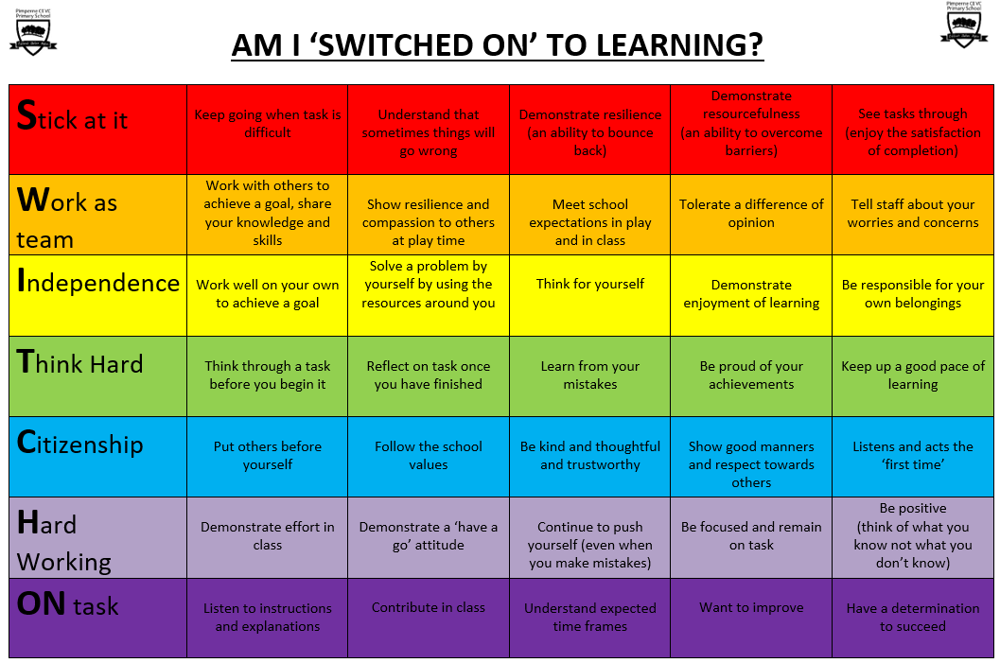 Pimperne CE VC
Primary School
Pimperne CE VC
Primary School
AM I ‘SWITCHED ON’ TO LEARNING?
Stick at it
Keep going when task is
difficult
Understand that
sometimes things will
go wrong
Demonstrate resilience
(an ability to bounce
back)
Demonstrate
resourcefulness
(an ability to overcome
barriers)
See tasks through
(enjoy the satisfaction
of completion)
Work as
team
Work with others to
achieve a goal, share
your knowledge and
skills
Show resilience and
compassion to others
at play time
Meet school
expectations in play
and in class
Tolerate a difference of
opinion
Tell staff about your
worries and concerns
Independence
Work well on your own
to achieve a goal
Solve a problem by
yourself by using the
resources around you
Think for yourself
Demonstrate
enjoyment of learning
Be responsible for your
own belongings
Think Hard
Think through a task
before you begin it
Reflect on task once
you have finished
Learn from your
mistakes
Be proud of your
achievements
Keep up a good pace of
learning
Citizenship
Put others before
yourself
Follow the school
values
Be kind and thoughtful
and trustworthy
Show good manners
and respect towards
others
Listens and acts the
‘first time’
Hard
Working
Demonstrate effort in
class
Demonstrate a ‘have a
go’ attitude
Continue to push
yourself (even when
you make mistakes)
Be focused and remain
on task
Be positive
(think of what you
know not what you
don’t know)
ON task
Listen to instructions
and explanations
Contribute in class
Understand expected
time frames
Want to improve
Have a determination
to succeed